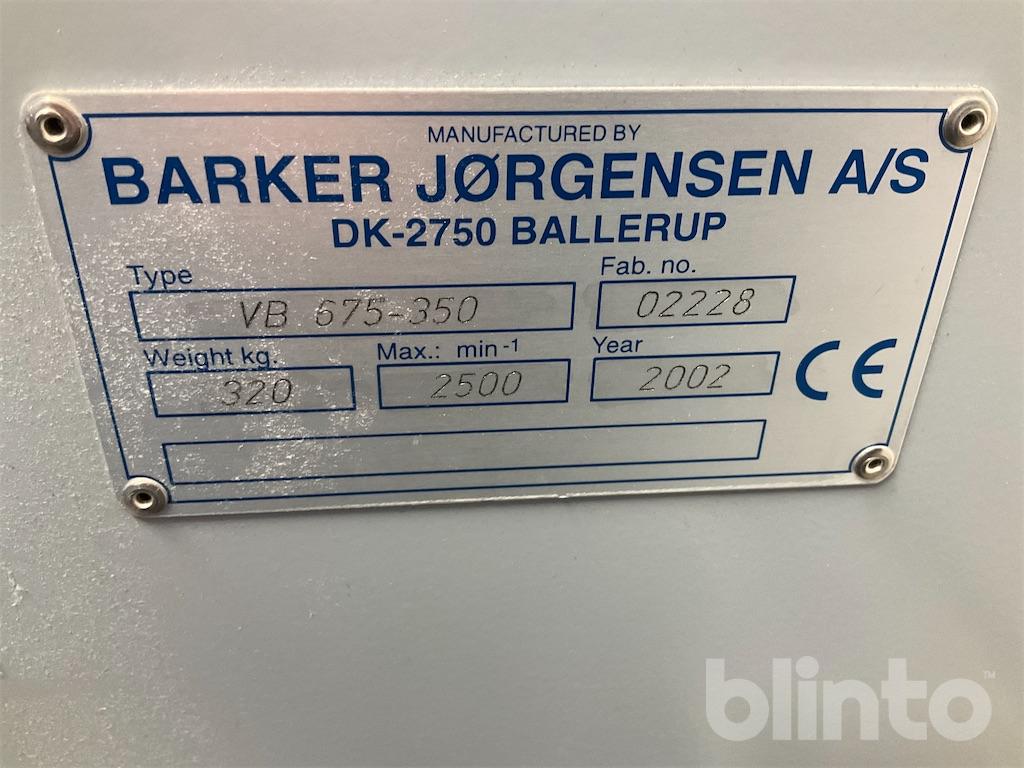 MANUFACTURED BY
BARKER JØRGENSEN A/S
DK-2750 BALLERUP
Type Fab. no.
VB 675-350 02228
Weight kg. Max.: min-1 Year
320 2500 2002 CE
blinto™